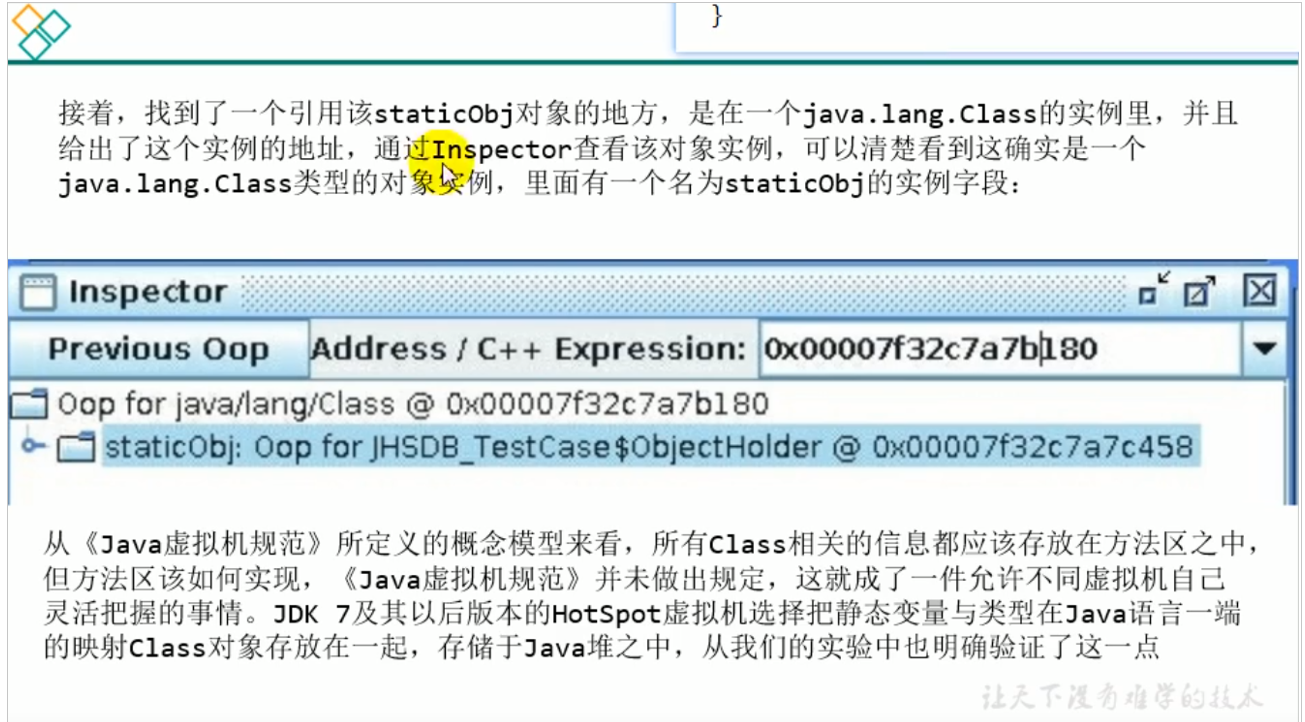 }
接着，找到了一个引用该staticObj对象的地方，是在一个java.lang.Class的实例里，并且
给出了这个实例的地址，通过Inspector查看该对象实例，可以清楚看到这确实是一个
java.lang.Class类型的对象实例，里面有一个名为staticObj的实例字段：
Inspector
Previous Oop Address / C++ Expression: 0x00007f32c7a7b180
Oop for java/lang/Class @ 0x00007f32c7a7b180
staticObj: Oop for JHSDB_TestCase$ObjectHolder @ 0x00007f32c7a7c458
从《Java虚拟机规范》所定义的概念模型来看，所有Class相关的信息都应该存放在方法区之中，
但方法区该如何实现，《Java虚拟机规范》并未做出规定，这就成了一件允许不同虚拟机自己
灵活把握的事情。JDK 7及其以后版本的HotSpot虚拟机选择把静态变量与类型在Java语言一端
的映射Class对象存放在一起，存储于Java堆之中，从我们的实验中也明确验证了这一点
让天下没有难学的技术